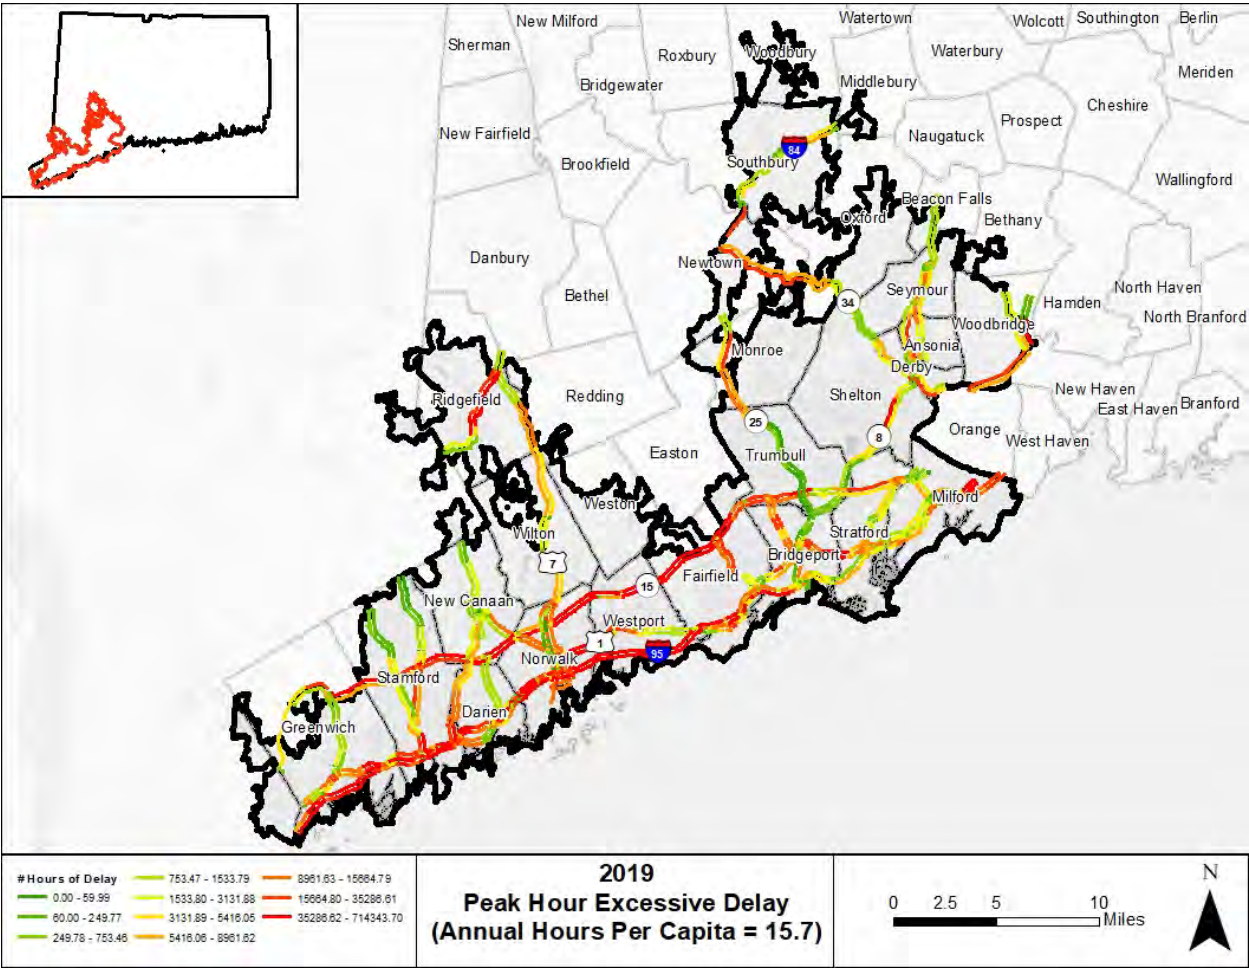 New Milford
Watertown
Wolcott
Southington
Berlin
Sherman
Roxbury
Woodbury
Waterbury
Bridgewater
Middlebury
Meriden
Cheshire
New Fairfield
Prospect
Naugatuck
84
Brookfield
Southbury
Wallingford
Beacon Falls
Oxford
Bethany
Danbury
Newtown
Seymour
North Haven
Bethel
34
Hamden
North Branford
Woodbridge
Monroe
Ansonia
Derby
New Haven
Ridgefield
Redding
Shelton
East Haven
Branford
25
8
Orange
West Haven
Easton
Trumbull
Milford
Weston
Wilton
Stratford
Bridgeport
7
Fairfield
15
New Canaan
Westport
1
Norwalk
95
Stamford
Darien
Greenwich
# Hours of Delay
0.00 - 59.99
60.00 - 249.77
249.78 - 753.46
753.47 - 1533.79
1533.80 - 3131.88
3131.89 - 5416.05
5416.06 - 8961.62
8961.63 - 15664.79
15664.80 - 35286.61
35286.62 - 714343.70
2019
Peak Hour Excessive Delay
(Annual Hours Per Capita = 15.7)
0 2.5 5 10
Miles
N